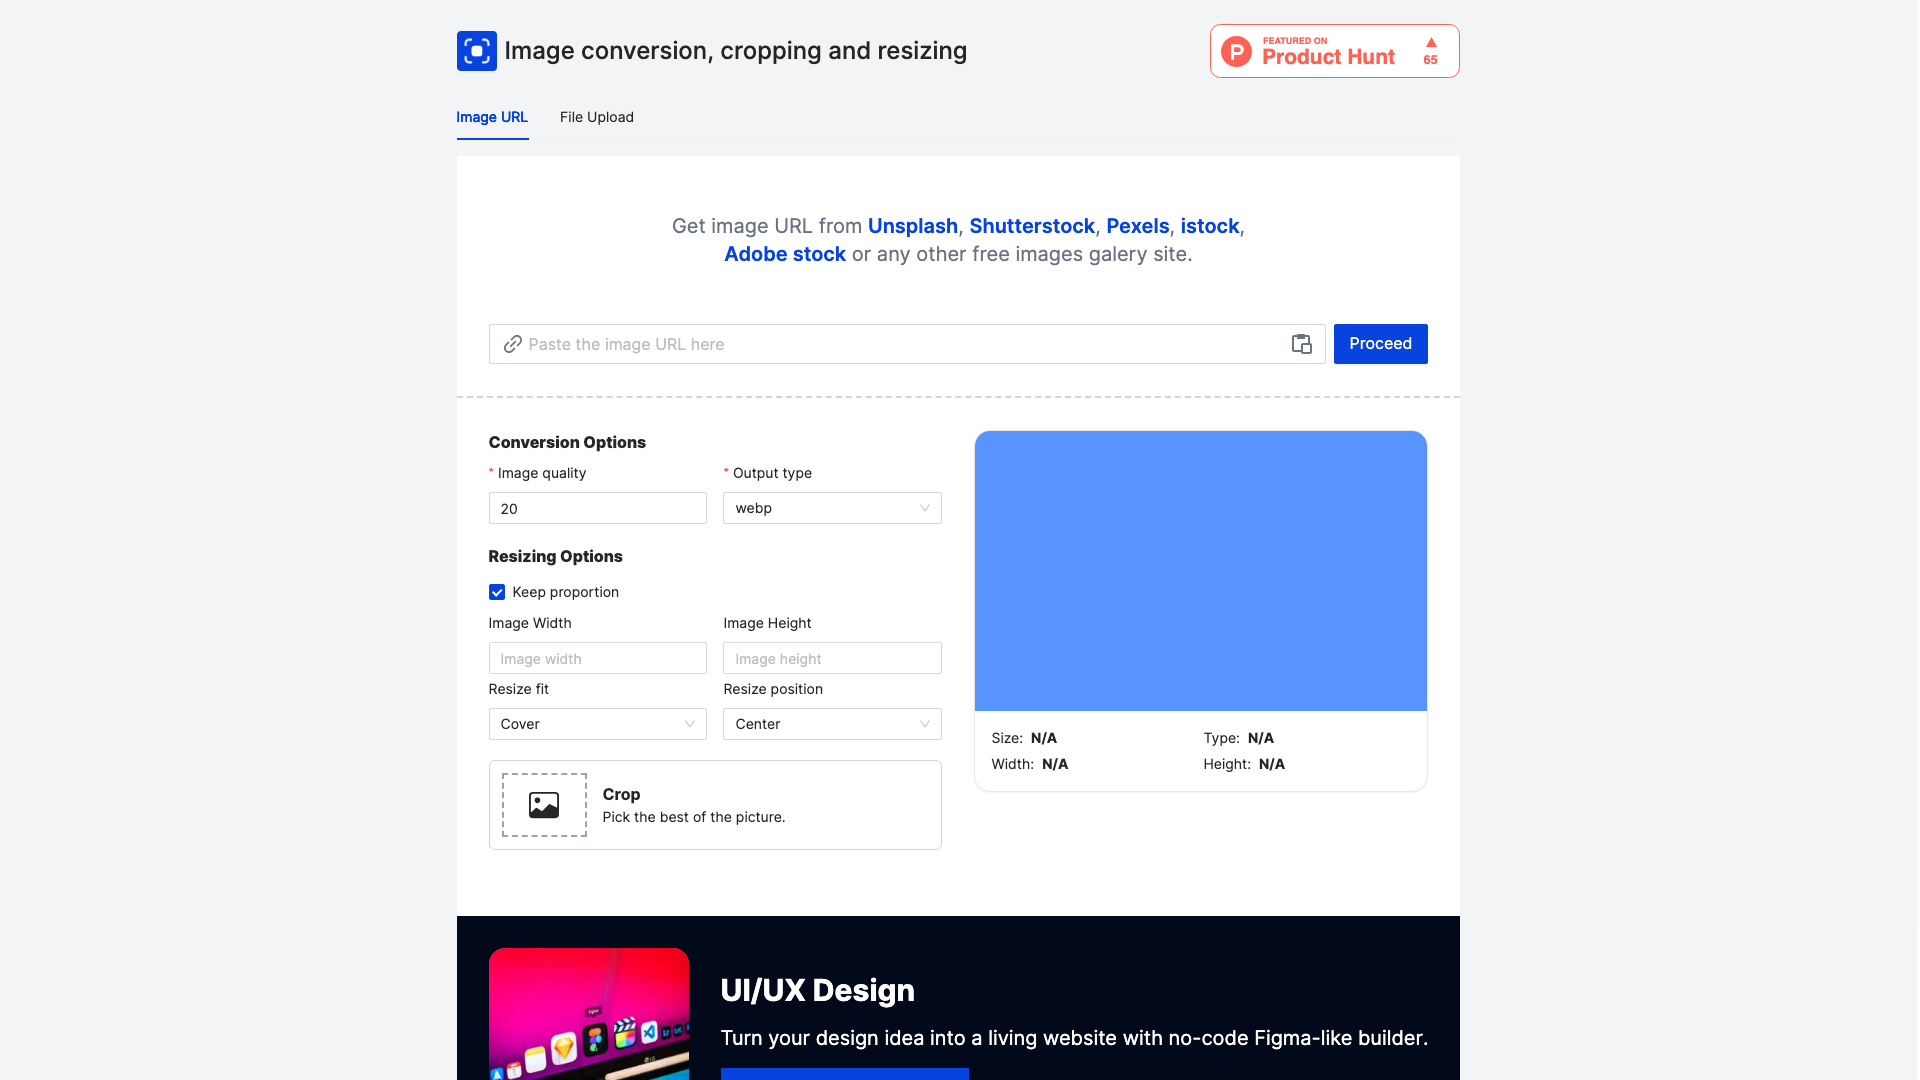 Image conversion, cropping and resizing
FEATURED ON
Product Hunt
65
Image URL
File Upload
Get image URL from Unsplash, Shutterstock, Pexels, istock,
Adobe stock or any other free images galery site.
Paste the image URL here
Proceed
Conversion Options
* Image quality
* Output type
20
webp
Resizing Options
Keep proportion
Image Width
Image Height
Image width
Image height
Resize fit
Resize position
Cover
Center
Crop
Pick the best of the picture.
Size: N/A
Type: N/A
Width: N/A
Height: N/A
UI/UX Design
Turn your design idea into a living website with no-code Figma-like builder.